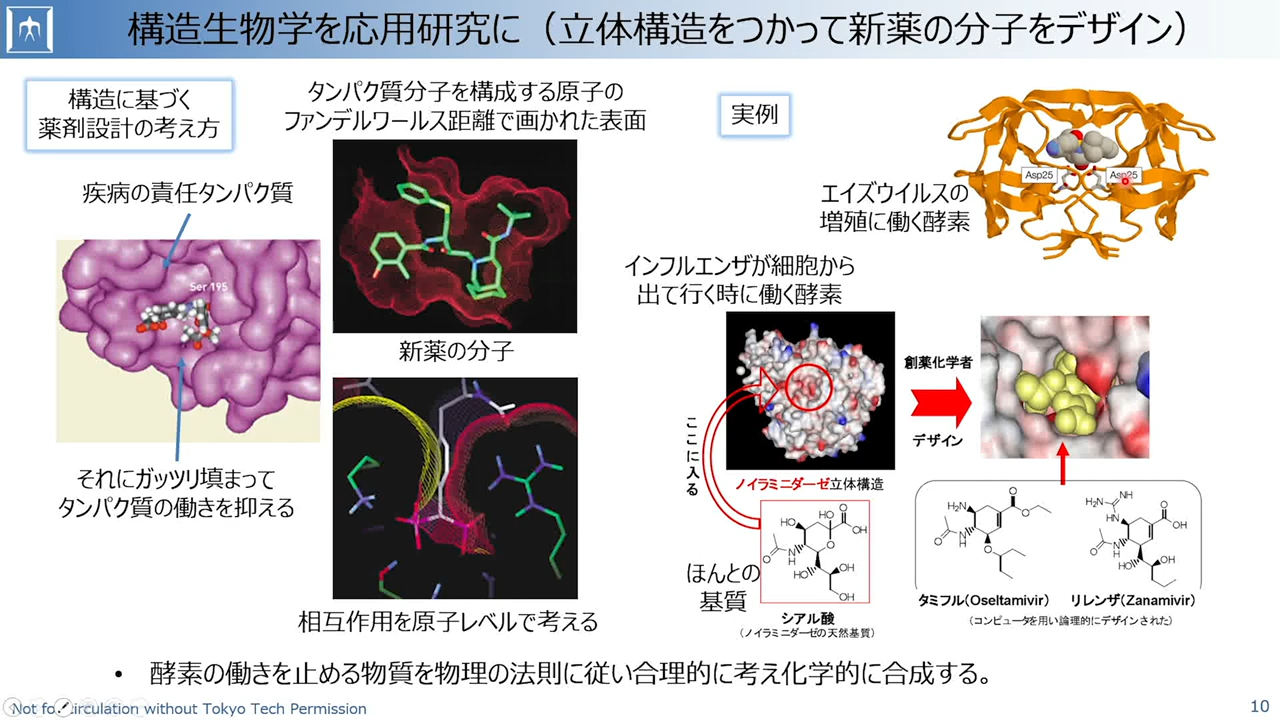 構造生物学を応用研究に（立体構造をつかって新薬の分子をデザイン）
構造に基づく
薬剤設計の考え方
疾病の責任タンパク質
Ser 195
それにガッツリ填まって
タンパク質の働きを抑える
タンパク質分子を構成する原子の
ファンデルワールス距離で画かれた表面
新薬の分子
相互作用を原子レベルで考える
実例
エイズウイルスの
増殖に働く酵素
Asp25
Asp25
インフルエンザが細胞から
出て行く時に働く酵素
ここに入る
ノイラミニダーゼ立体構造
創薬化学者
デザイン
ほんとの
基質
HO
HO
O
OH
O
O
N
H
HO
OH
HO
OH
シアル酸
（ノイラミニダーゼの天然基質）
H2N
O
O
O
N
H
O
タミフル（Oseltamivir）
H2N
NH
HN
O
OH
O
N
H
HO
OH
リレンザ（Zanamivir）
（コンピュータを用い論理的にデザインされた）
• 酵素の働きを止める物質を物理の法則に従い合理的に考え化学的に合成する。
Not for circulation without Tokyo Tech Permission
10